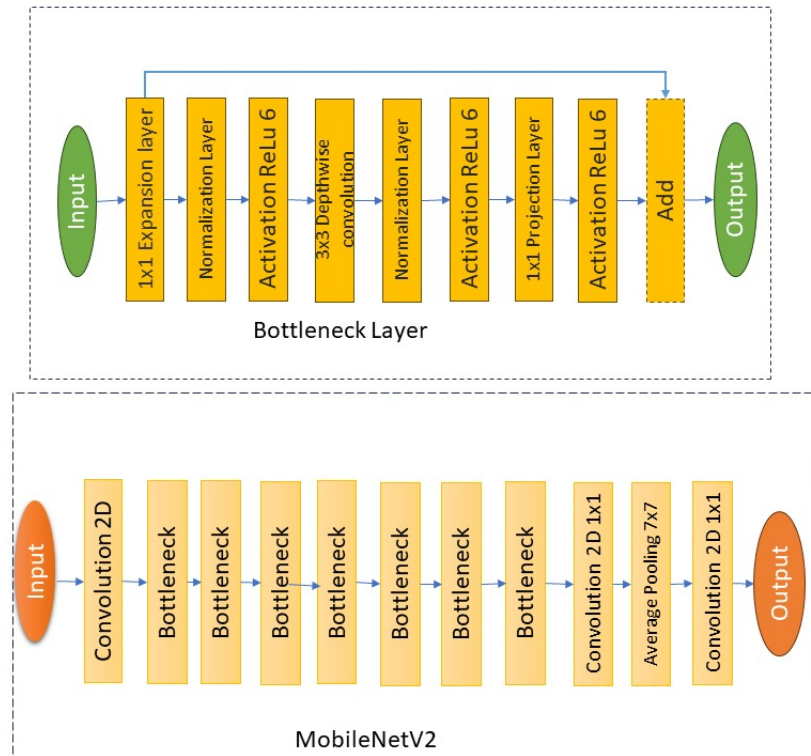 Input
1x1 Expansion layer
Normalization Layer
Activation ReLu 6
3x3 Depthwise
convolution
Normalization Layer
Activation ReLu 6
1x1 Projection Layer
Activation ReLu 6
Add
Output
Bottleneck Layer
Input
Convolution 2D
Bottleneck
Bottleneck
Bottleneck
Bottleneck
Bottleneck
Bottleneck
Bottleneck
Convolution 2D 1x1
Average Pooling 7x7
Convolution 2D 1x1
Output
MobileNetV2